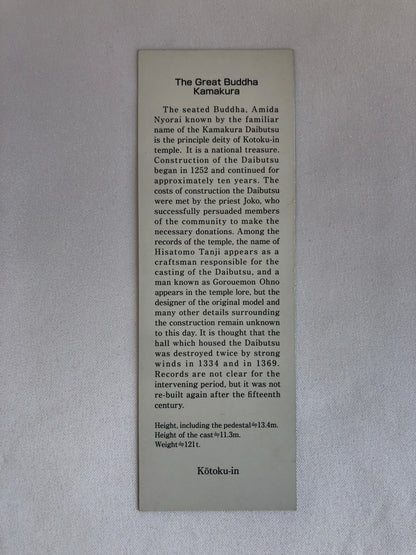 The Great Buddha
Kamakura
The seated Buddha, Amida
Nyorai known by the familiar
name of the Kamakura Daibutsu
is the principle deity of Kotoku-in
temple. It is a national treasure.
Construction of the Daibutsu
began in 1252 and continued for
approximately ten years. The
costs of construction the Daibutsu
were met by the priest Joko, who
successfully persuaded members
of the community to make the
necessary donations. Among the
records of the temple, the name of
Hisatomo Tanji appears as a
craftsman responsible for the
casting of the Daibutsu, and a
man known as Gorouemon Ohno
appears in the temple lore, but the
designer of the original model and
many other details surrounding
the construction remain unknown
to this day. It is thought that the
hall which housed the Daibutsu
was destroyed twice by strong
winds in 1334 and in 1369.
Records are not clear for the
intervening period, but it was not
re-built again after the fifteenth
century.
Height, including the pedestal≒13.4m.
Height of the cast≒11.3m.
Weight≒121t.
Kōtoku-in